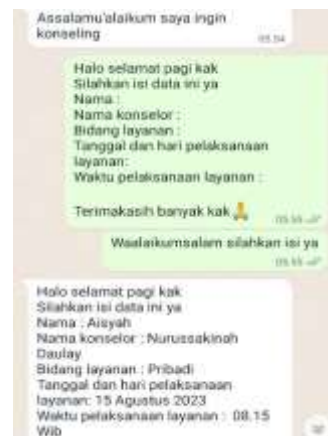 Assalamu'alaikum saya ingin
konseling
Halo selamat pagi kak
Silahkan isi data ini ya
Nama :
Nama konselor :
Bidang layanan :
Tanggal dan hari pelaksanaan
layanan:
Waktu pelaksanaan layanan :
Terimakasih banyak kak🙏
Waalaikumsalam silahkan isi ya
Halo selamat pagi kak
Silahkan isi data ini ya
Nama : Aisyah
Nama konselor : Nurussakinah
Daulay
Bidang layanan : Pribadi
Tanggal dan hari pelaksanaan
layanan: 15 Agustus 2023
Waktu pelaksanaan layanan : 08.15
Wib